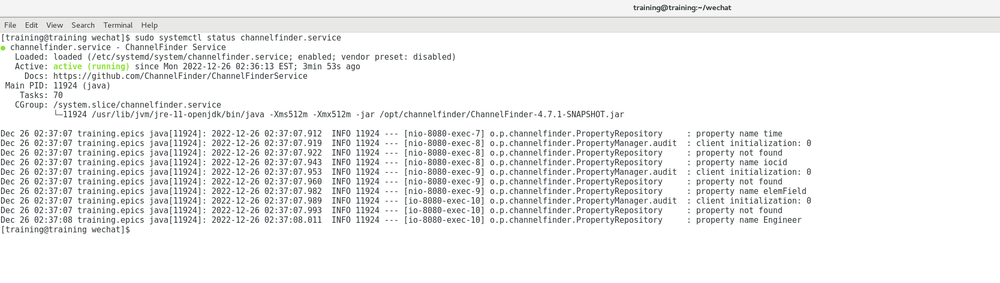 training@training:~/wechat
File Edit View Search Terminal Help
[training@training wechat]$ sudo systemctl status channelfinder.service
● channelfinder.service - ChannelFinder Service
   Loaded: loaded (/etc/systemd/system/channelfinder.service; enabled; vendor preset: disabled)
   Active: active (running) since Mon 2022-12-26 02:36:13 EST; 3min 53s ago
     Docs: https://github.com/ChannelFinder/ChannelFinderService
 Main PID: 11924 (java)
    Tasks: 70
   CGroup: /system.slice/channelfinder.service
           └─11924 /usr/lib/jvm/jre-11-openjdk/bin/java -Xms512m -Xmx512m -jar /opt/channelfinder/ChannelFinder-4.7.1-SNAPSHOT.jar

Dec 26 02:37:07 training.epics java[11924]: 2022-12-26 02:37:07.912  INFO 11924 --- [nio-8080-exec-7] o.p.channelfinder.PropertyRepository     : property name time
Dec 26 02:37:07 training.epics java[11924]: 2022-12-26 02:37:07.919  INFO 11924 --- [nio-8080-exec-8] o.p.channelfinder.PropertyManager.audit  : client initialization: 0
Dec 26 02:37:07 training.epics java[11924]: 2022-12-26 02:37:07.922  INFO 11924 --- [nio-8080-exec-8] o.p.channelfinder.PropertyRepository     : property not found
Dec 26 02:37:07 training.epics java[11924]: 2022-12-26 02:37:07.943  INFO 11924 --- [nio-8080-exec-8] o.p.channelfinder.PropertyRepository     : property name iocid
Dec 26 02:37:07 training.epics java[11924]: 2022-12-26 02:37:07.953  INFO 11924 --- [nio-8080-exec-9] o.p.channelfinder.PropertyManager.audit  : client initialization: 0
Dec 26 02:37:07 training.epics java[11924]: 2022-12-26 02:37:07.960  INFO 11924 --- [nio-8080-exec-9] o.p.channelfinder.PropertyRepository     : property not found
Dec 26 02:37:07 training.epics java[11924]: 2022-12-26 02:37:07.982  INFO 11924 --- [nio-8080-exec-9] o.p.channelfinder.PropertyRepository     : property name elemField
Dec 26 02:37:07 training.epics java[11924]: 2022-12-26 02:37:07.989  INFO 11924 --- [io-8080-exec-10] o.p.channelfinder.PropertyManager.audit  : client initialization: 0
Dec 26 02:37:07 training.epics java[11924]: 2022-12-26 02:37:07.993  INFO 11924 --- [io-8080-exec-10] o.p.channelfinder.PropertyRepository     : property not found
Dec 26 02:37:08 training.epics java[11924]: 2022-12-26 02:37:08.011  INFO 11924 --- [io-8080-exec-10] o.p.channelfinder.PropertyRepository     : property name Engineer
[training@training wechat]$